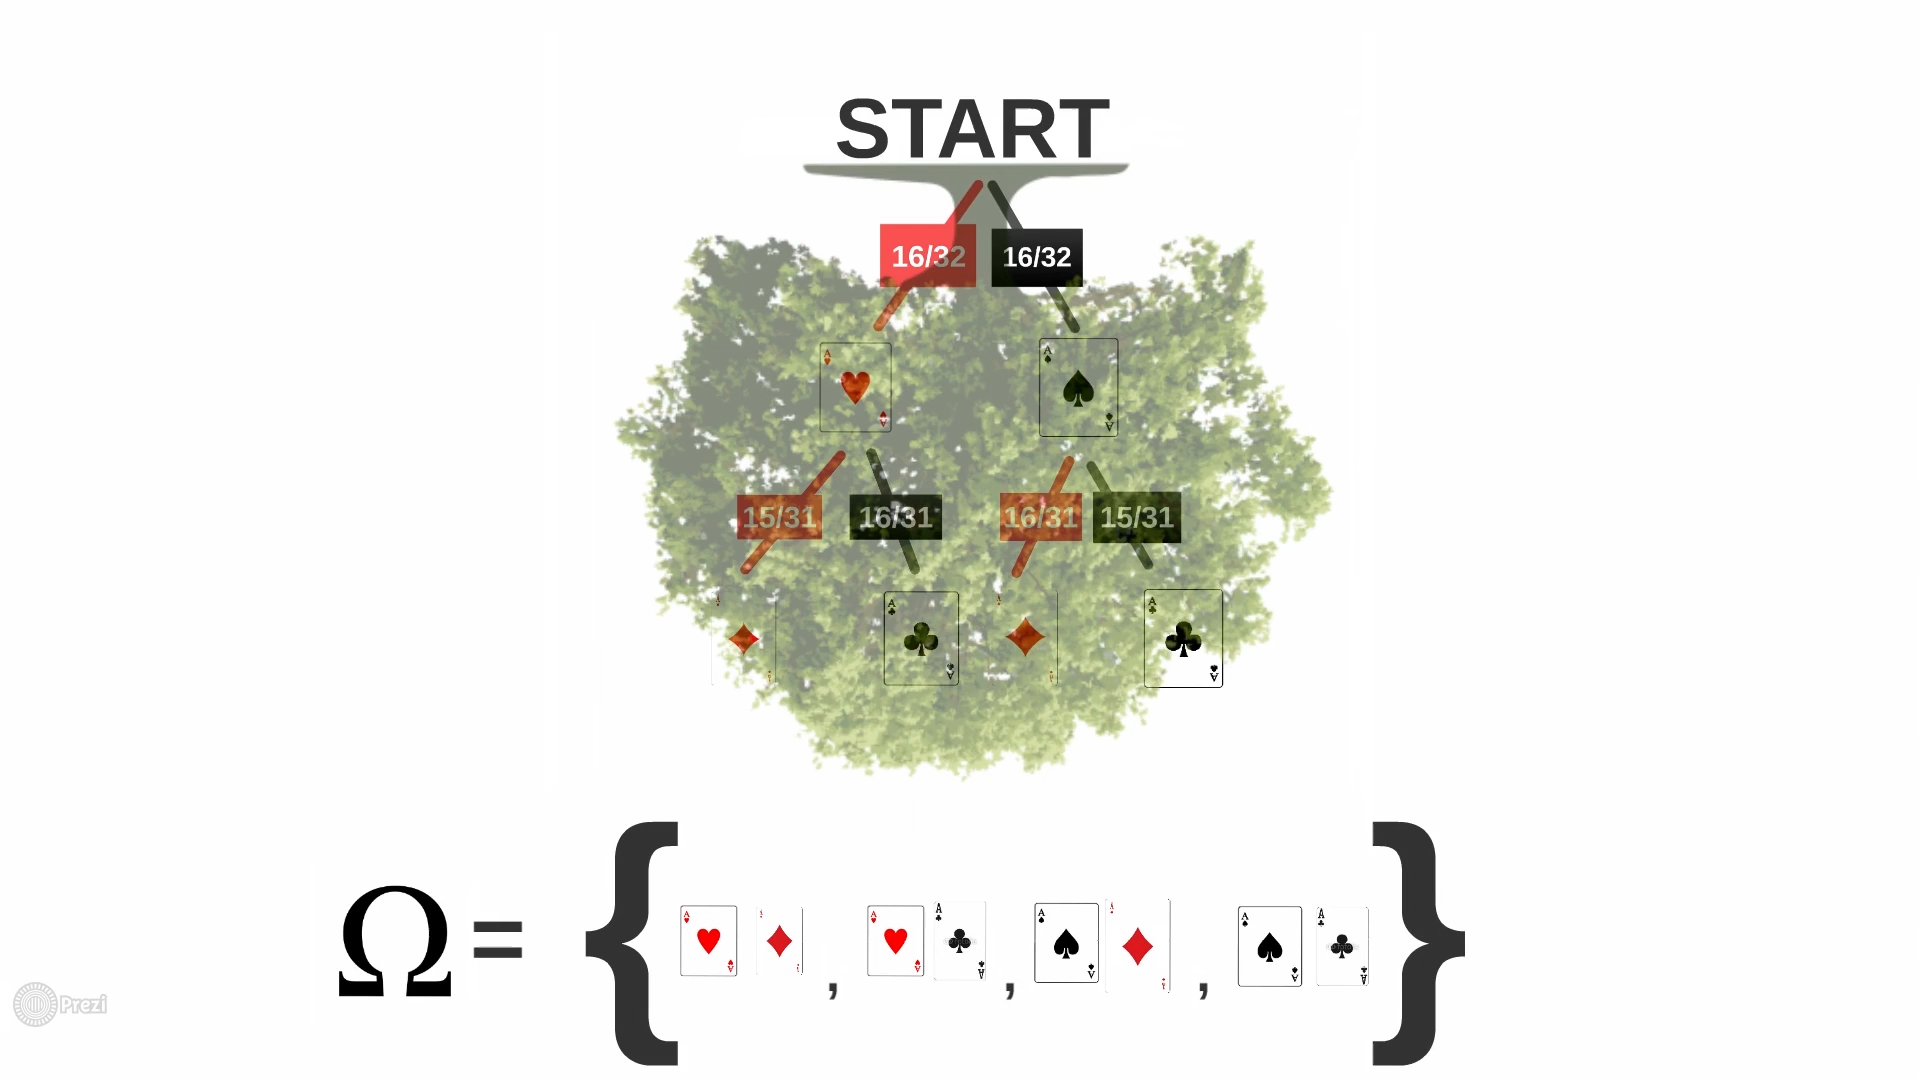 START
16/32 16/32
15/31 16/31 16/31 15/31
Ω = { , , , }
Prezi